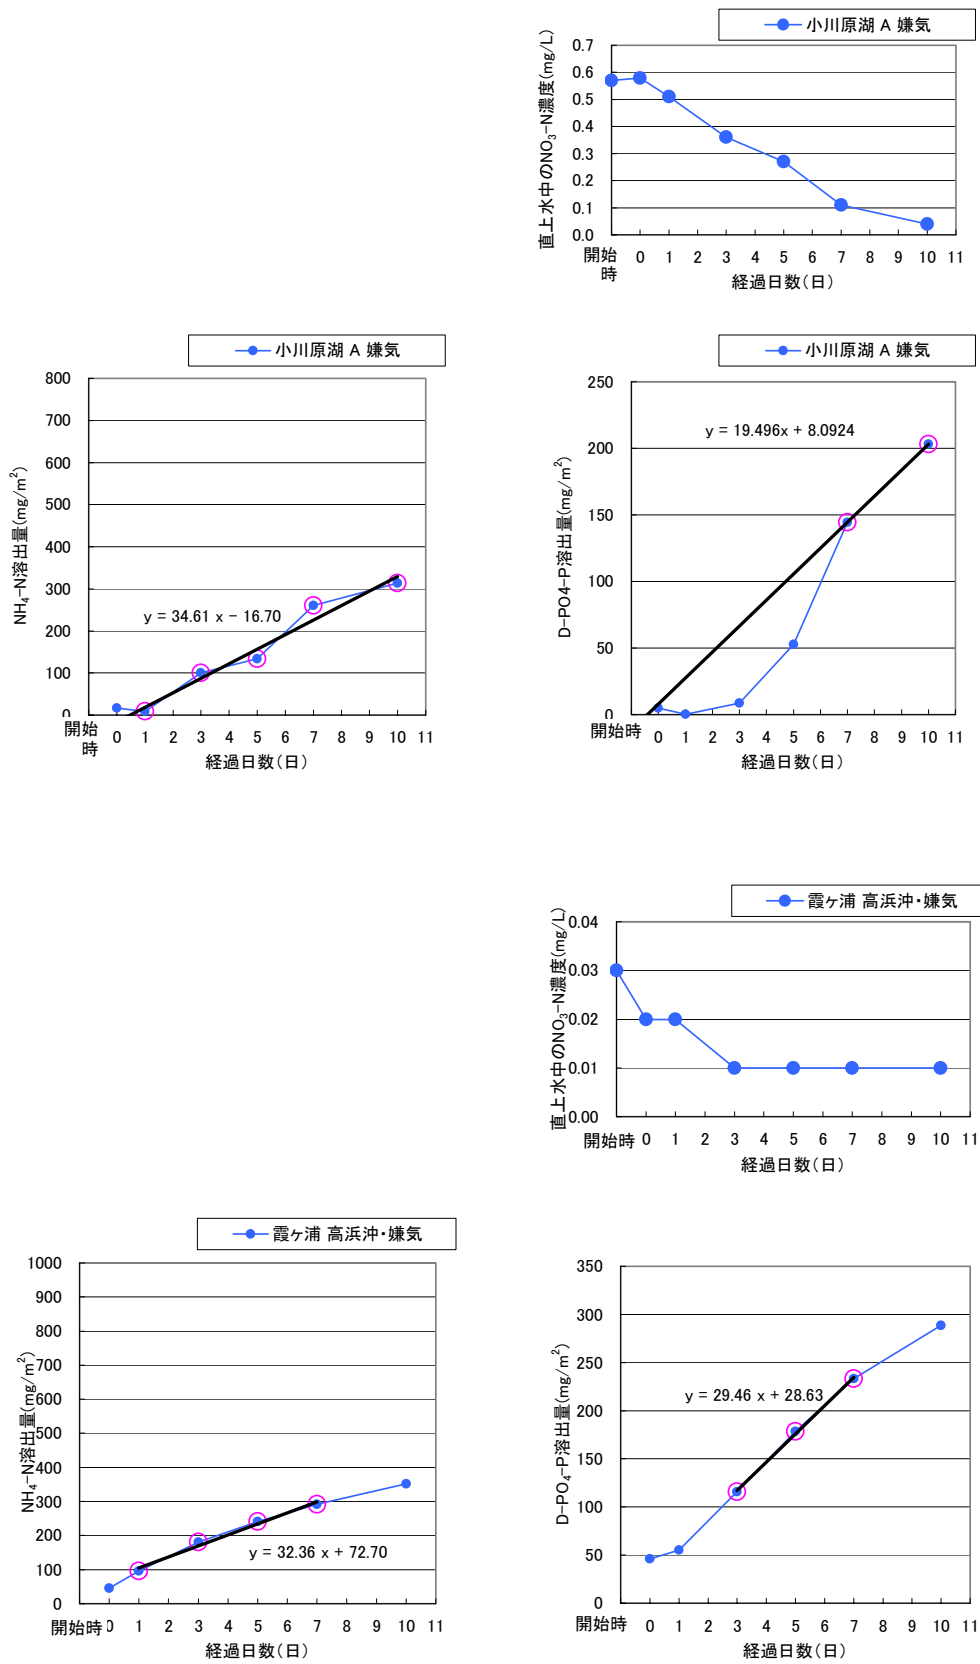 小川原湖 A 嫌気
直上水中のNO₃-N濃度(mg/L)
0.7
0.6
0.5
0.4
0.3
0.2
0.1
0.0
開始時 0 1 2 3 4 5 6 7 8 9 10 11
経過日数(日)
小川原湖 A 嫌気
NH₄-N溶出量(mg/m²)
800
700
600
500
400
300
200
100
0
y = 34.61 x - 16.70
開始時 0 1 2 3 4 5 6 7 8 9 10 11
経過日数(日)
小川原湖 A 嫌気
D-PO4-P溶出量(mg/m²)
250
200
150
100
50
0
y = 19.496x + 8.0924
開始時 0 1 2 3 4 5 6 7 8 9 10 11
経過日数(日)
霞ヶ浦 高浜沖・嫌気
直上水中のNO₃-N濃度(mg/L)
0.04
0.03
0.02
0.01
0.00
開始時 0 1 2 3 4 5 6 7 8 9 10 11
経過日数(日)
霞ヶ浦 高浜沖・嫌気
NH₄-N溶出量(mg/m²)
1000
900
800
700
600
500
400
300
200
100
0
y = 32.36 x + 72.70
開始時 0 1 2 3 4 5 6 7 8 9 10 11
経過日数(日)
D-PO₄-P溶出量(mg/m²)
350
300
250
200
150
100
50
0
y = 29.46 x + 28.63
開始時 0 1 2 3 4 5 6 7 8 9 10 11
経過日数(日)